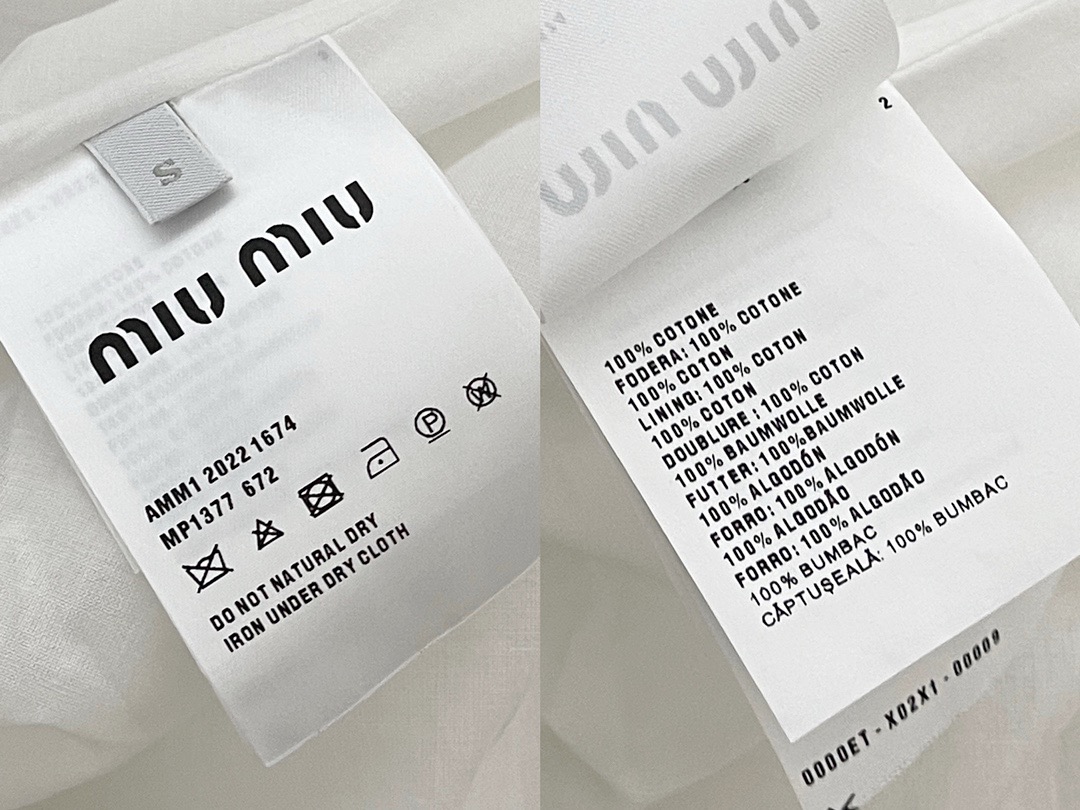 S
MIU MIU
AMM1 2022 1674
MP1377 672
P
W
DO NOT NATURAL DRY
IRON UNDER DRY CLOTH
MIU MIU
2
100% COTONE
FODERA: 100% COTONE
100% COTON
LINING: 100% COTON
100% COTON
DOUBLURE : 100% COTON
100% BAUMWOLLE
FUTTER: 100%BAUMWOLLE
100% ALGODÓN
FORRO: 100% ALGODÓN
100% ALGODÃO
FORRO: 100% ALGODÃO
100% BUMBAC
CĂPTUŞEALĂ: 100% BUMBAC
0000ET - X02X1 - 00009